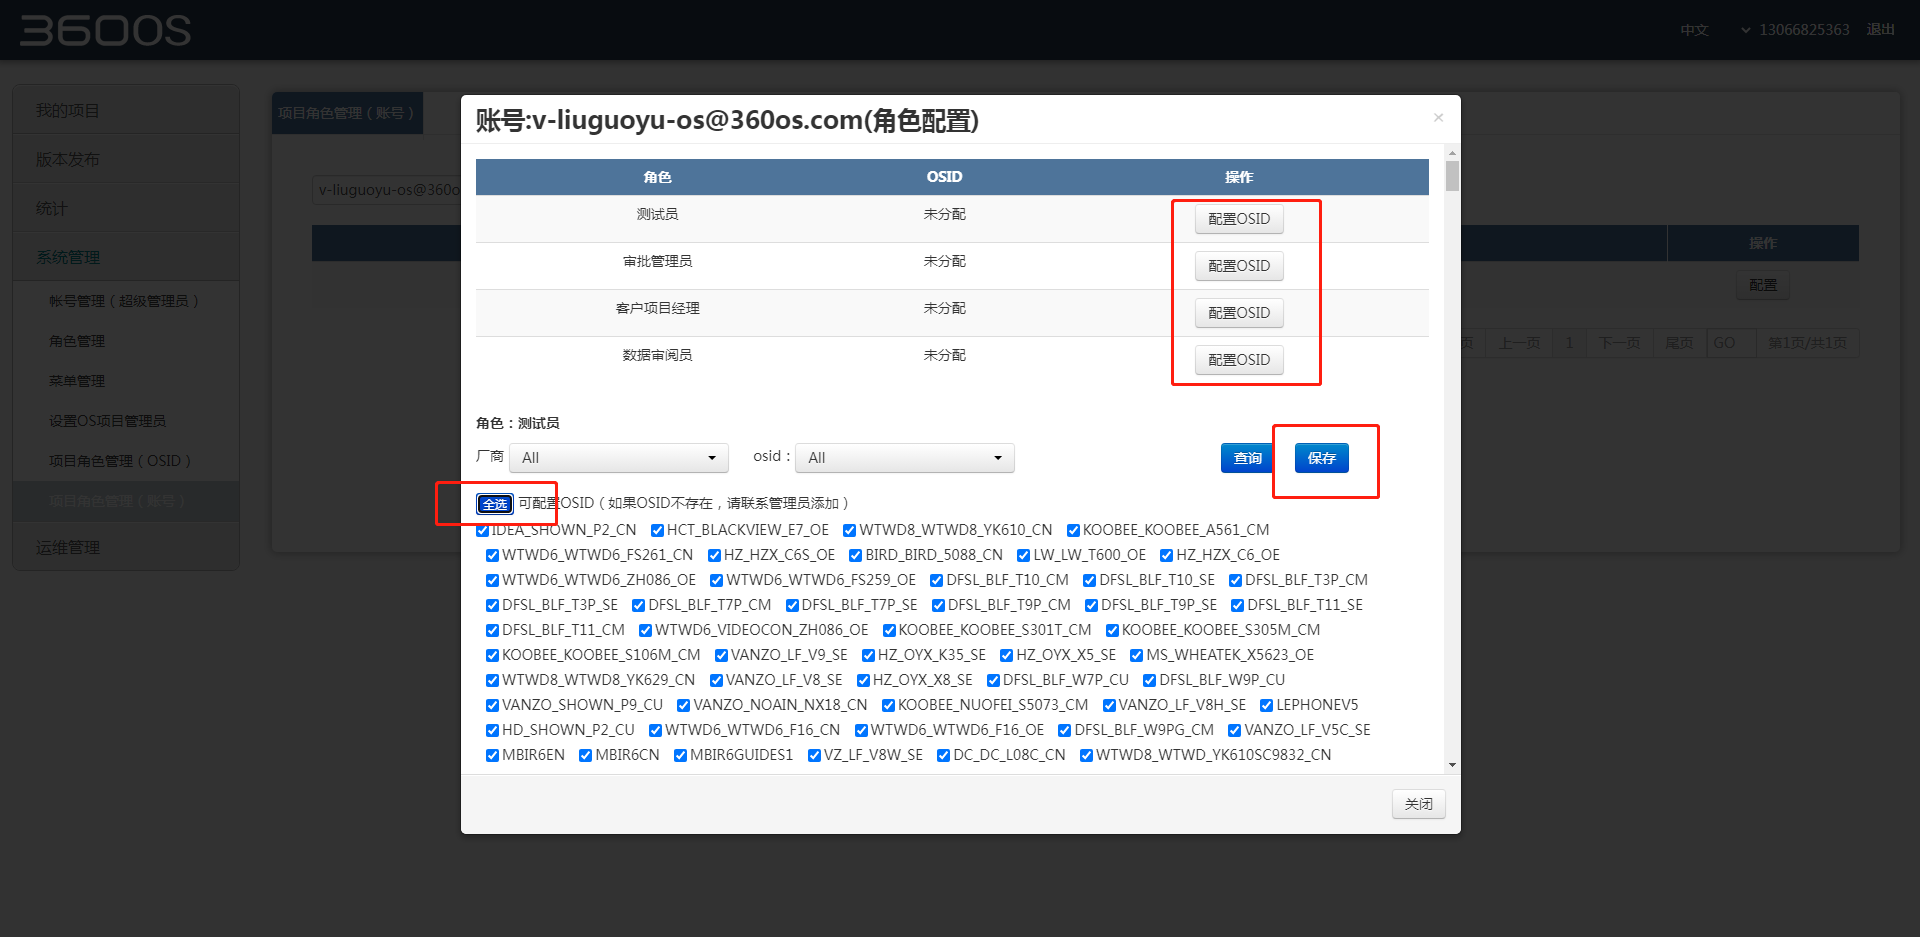 360OS
中文 13066825363 退出
我的项目
版本发布
统计
系统管理
帐号管理（超级管理员）
角色管理
菜单管理
设置OS项目管理员
项目角色管理（OSID）
项目角色管理（账号）
运维管理
项目角色管理（账号）
v-liuguoyu-os@360o
操作
配置
页 上一页 1 下一页 尾页 GO 第1页/共1页
账号:v-liuguoyu-os@360os.com(角色配置) ×
角色 OSID 操作
测试员 未分配 配置OSID
审批管理员 未分配 配置OSID
客户项目经理 未分配 配置OSID
数据审阅员 未分配 配置OSID
角色：测试员
厂商 All osid： All 查询 保存
全选 可配置OSID（如果OSID不存在，请联系管理员添加）
IDEA_SHOWN_P2_CN HCT_BLACKVIEW_E7_OE WTWD8_WTWD8_YK610_CN KOOBEE_KOOBEE_A561_CM
WTWD6_WTWD6_FS261_CN HZ_HZX_C6S_OE BIRD_BIRD_5088_CN LW_LW_T600_OE HZ_HZX_C6_OE
WTWD6_WTWD6_ZH086_OE WTWD6_WTWD6_FS259_OE DFSL_BLF_T10_CM DFSL_BLF_T10_SE DFSL_BLF_T3P_CM
DFSL_BLF_T3P_SE DFSL_BLF_T7P_CM DFSL_BLF_T7P_SE DFSL_BLF_T9P_CM DFSL_BLF_T9P_SE DFSL_BLF_T11_SE
DFSL_BLF_T11_CM WTWD6_VIDEOCON_ZH086_OE KOOBEE_KOOBEE_S301T_CM KOOBEE_KOOBEE_S305M_CM
KOOBEE_KOOBEE_S106M_CM VANZO_LF_V9_SE HZ_OYX_K35_SE HZ_OYX_X5_SE MS_WHEATEK_X5623_OE
WTWD8_WTWD8_YK629_CN VANZO_LF_V8_SE HZ_OYX_X8_SE DFSL_BLF_W7P_CU DFSL_BLF_W9P_CU
VANZO_SHOWN_P9_CU VANZO_NOAIN_NX18_CN KOOBEE_NUOFEI_S5073_CM VANZO_LF_V8H_SE LEPHONEV5
HD_SHOWN_P2_CU WTWD6_WTWD6_F16_CN WTWD6_WTWD6_F16_OE DFSL_BLF_W9PG_CM VANZO_LF_V5C_SE
MBIR6EN MBIR6CN MBIR6GUIDES1 VZ_LF_V8W_SE DC_DC_L08C_CN WTWD8_WTWD_YK610SC9832_CN
关闭